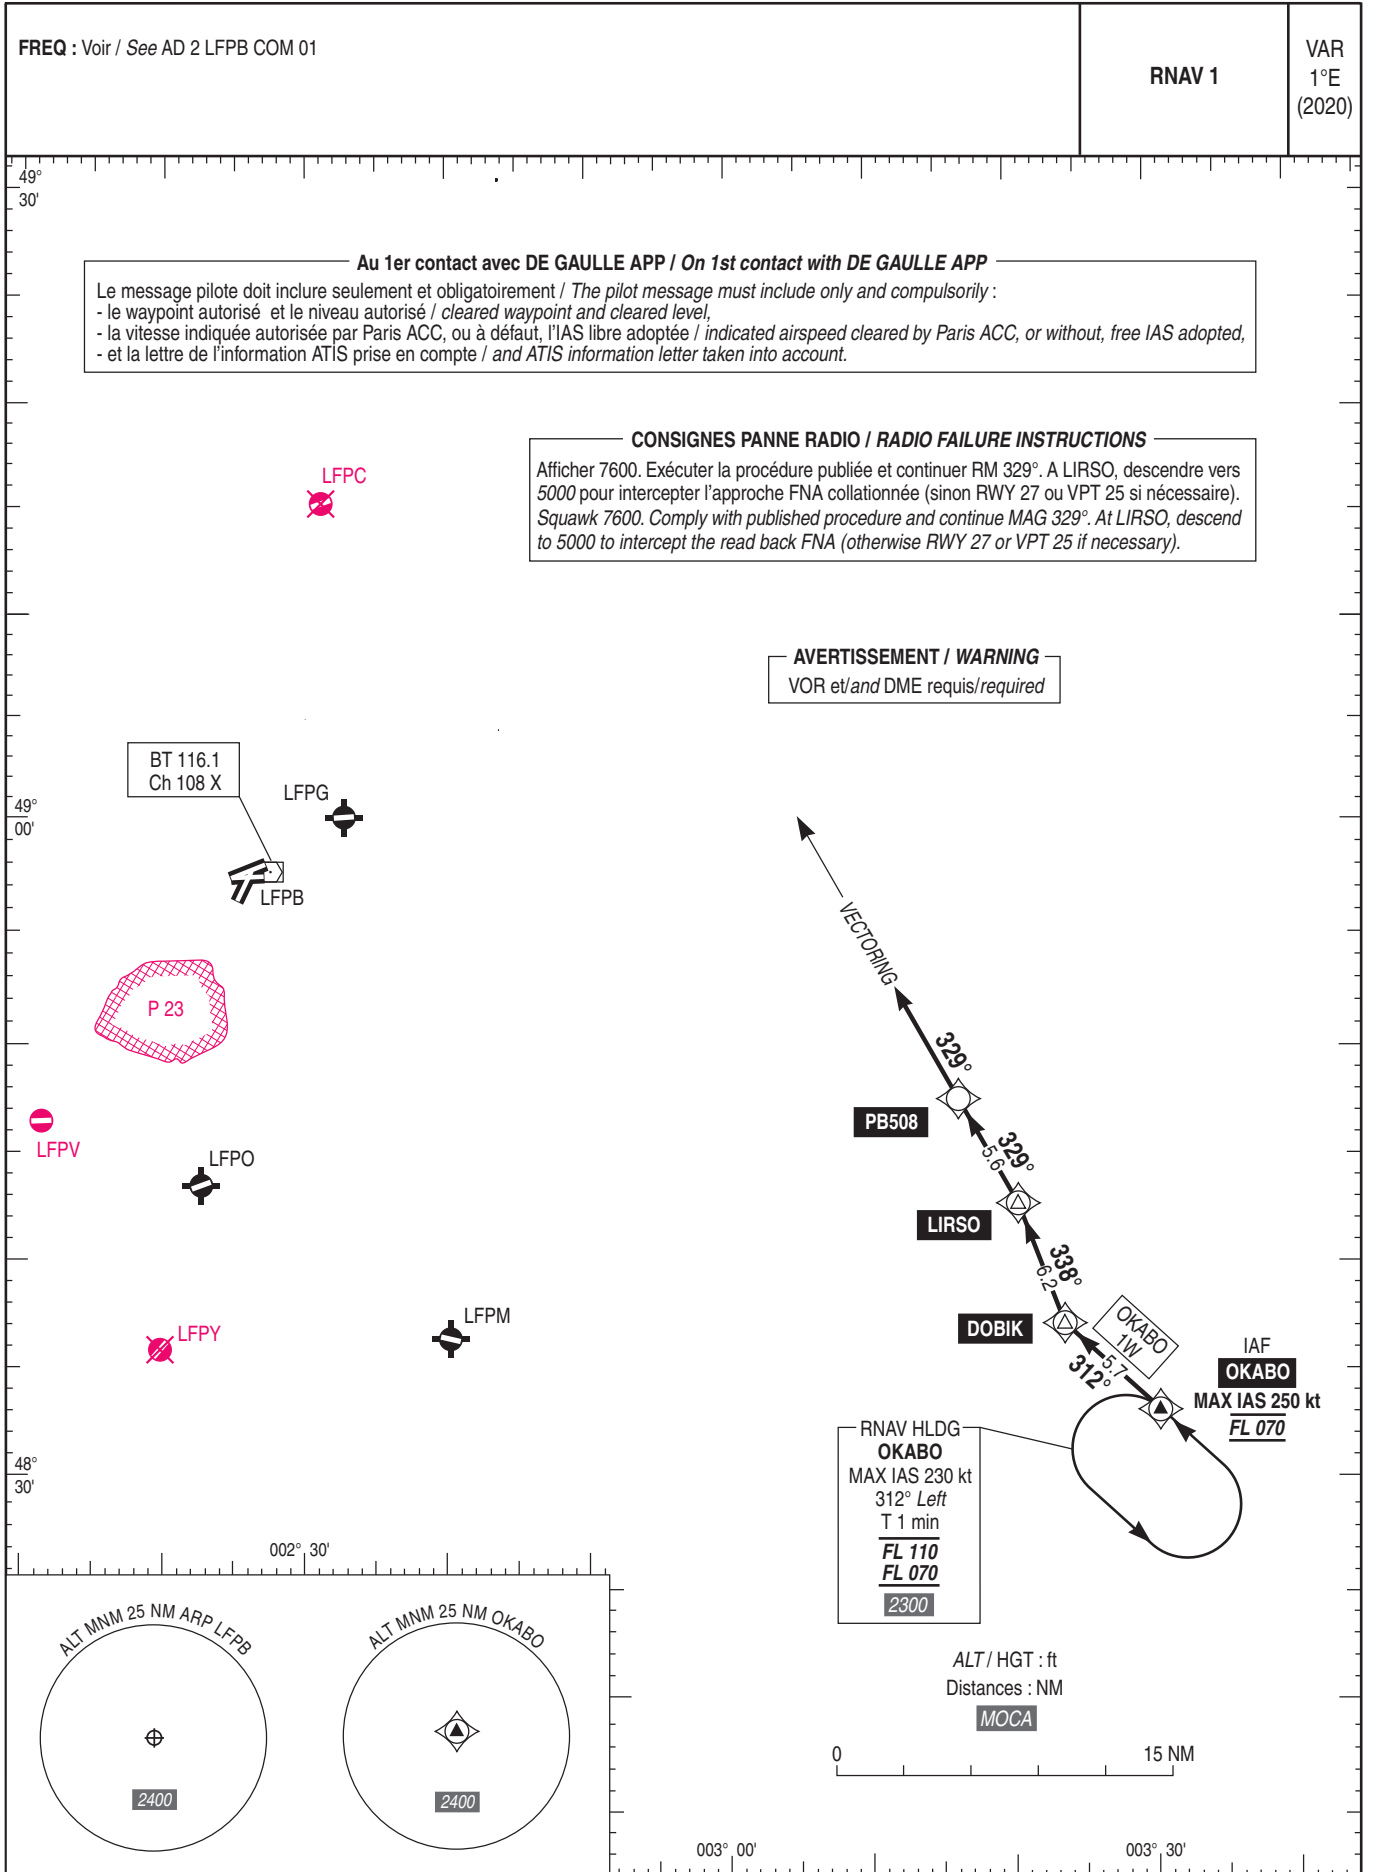 FREQ : Voir / See AD 2 LFPB COM 01
RNAV 1
VAR
1°E
(2020)
49°
30'
Au 1er contact avec DE GAULLE APP / On 1st contact with DE GAULLE APP
Le message pilote doit inclure seulement et obligatoirement / The pilot message must include only and compulsorily :
- le waypoint autorisé et le niveau autorisé / cleared waypoint and cleared level,
- la vitesse indiquée autorisée par Paris ACC, ou à défaut, l'IAS libre adoptée / indicated airspeed cleared by Paris ACC, or without, free IAS adopted,
- et la lettre de l'information ATIS prise en compte / and ATIS information letter taken into account.
CONSIGNES PANNE RADIO / RADIO FAILURE INSTRUCTIONS
Afficher 7600. Exécuter la procédure publiée et continuer RM 329°. A LIRSO, descendre vers
5000 pour intercepter l'approche FNA collationnée (sinon RWY 27 ou VPT 25 si nécessaire).
Squawk 7600. Comply with published procedure and continue MAG 329°. At LIRSO, descend
to 5000 to intercept the read back FNA (otherwise RWY 27 or VPT 25 if necessary).
LFPC
AVERTISSEMENT / WARNING
VOR et/and DME requis/required
BT 116.1
Ch 108 X
LFPG
49°
00'
LFPB
VECTORING
P 23
329°
PB508
LFPV
329°
5.6
LFPO
LIRSO
338°
6.2
LFPM
LFPY
DOBIK
OKABO
1W
5.7
312°
IAF
OKABO
MAX IAS 250 kt
FL 070
RNAV HLDG
OKABO
MAX IAS 230 kt
312° Left
T 1 min
FL 110
FL 070
2300
48°
30'
002° 30'
ALT MNM 25 NM ARP LFPB
2400
ALT MNM 25 NM OKABO
2400
ALT / HGT : ft
Distances : NM
MOCA
0
15 NM
003° 00'
003° 30'